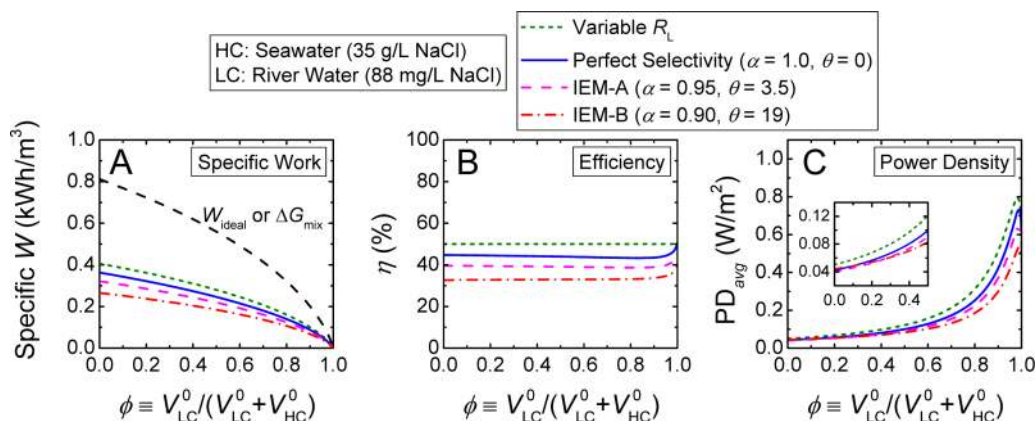 HC: Seawater (35 g/L NaCl)
LC: River Water (88 mg/L NaCl)
Variable R_L
Perfect Selectivity (α = 1.0, θ = 0)
IEM-A (α = 0.95, θ = 3.5)
IEM-B (α = 0.90, θ = 19)
A
Specific Work
W_ideal or ΔG_mix
Specific W (kWh/m³)
1.0
0.8
0.6
0.4
0.2
0.0
0.0 0.2 0.4 0.6 0.8 1.0
ϕ ≡ V⁰_LC/(V⁰_LC+V⁰_HC)
B
Efficiency
η (%)
100
80
60
40
20
0
0.0 0.2 0.4 0.6 0.8 1.0
ϕ ≡ V⁰_LC/(V⁰_LC+V⁰_HC)
C
Power Density
PD_avg (W/m²)
1.0
0.8
0.6
0.4
0.2
0.0
0.12
0.08
0.04
0.0 0.2 0.4
0.0 0.2 0.4 0.6 0.8 1.0
ϕ ≡ V⁰_LC/(V⁰_LC+V⁰_HC)